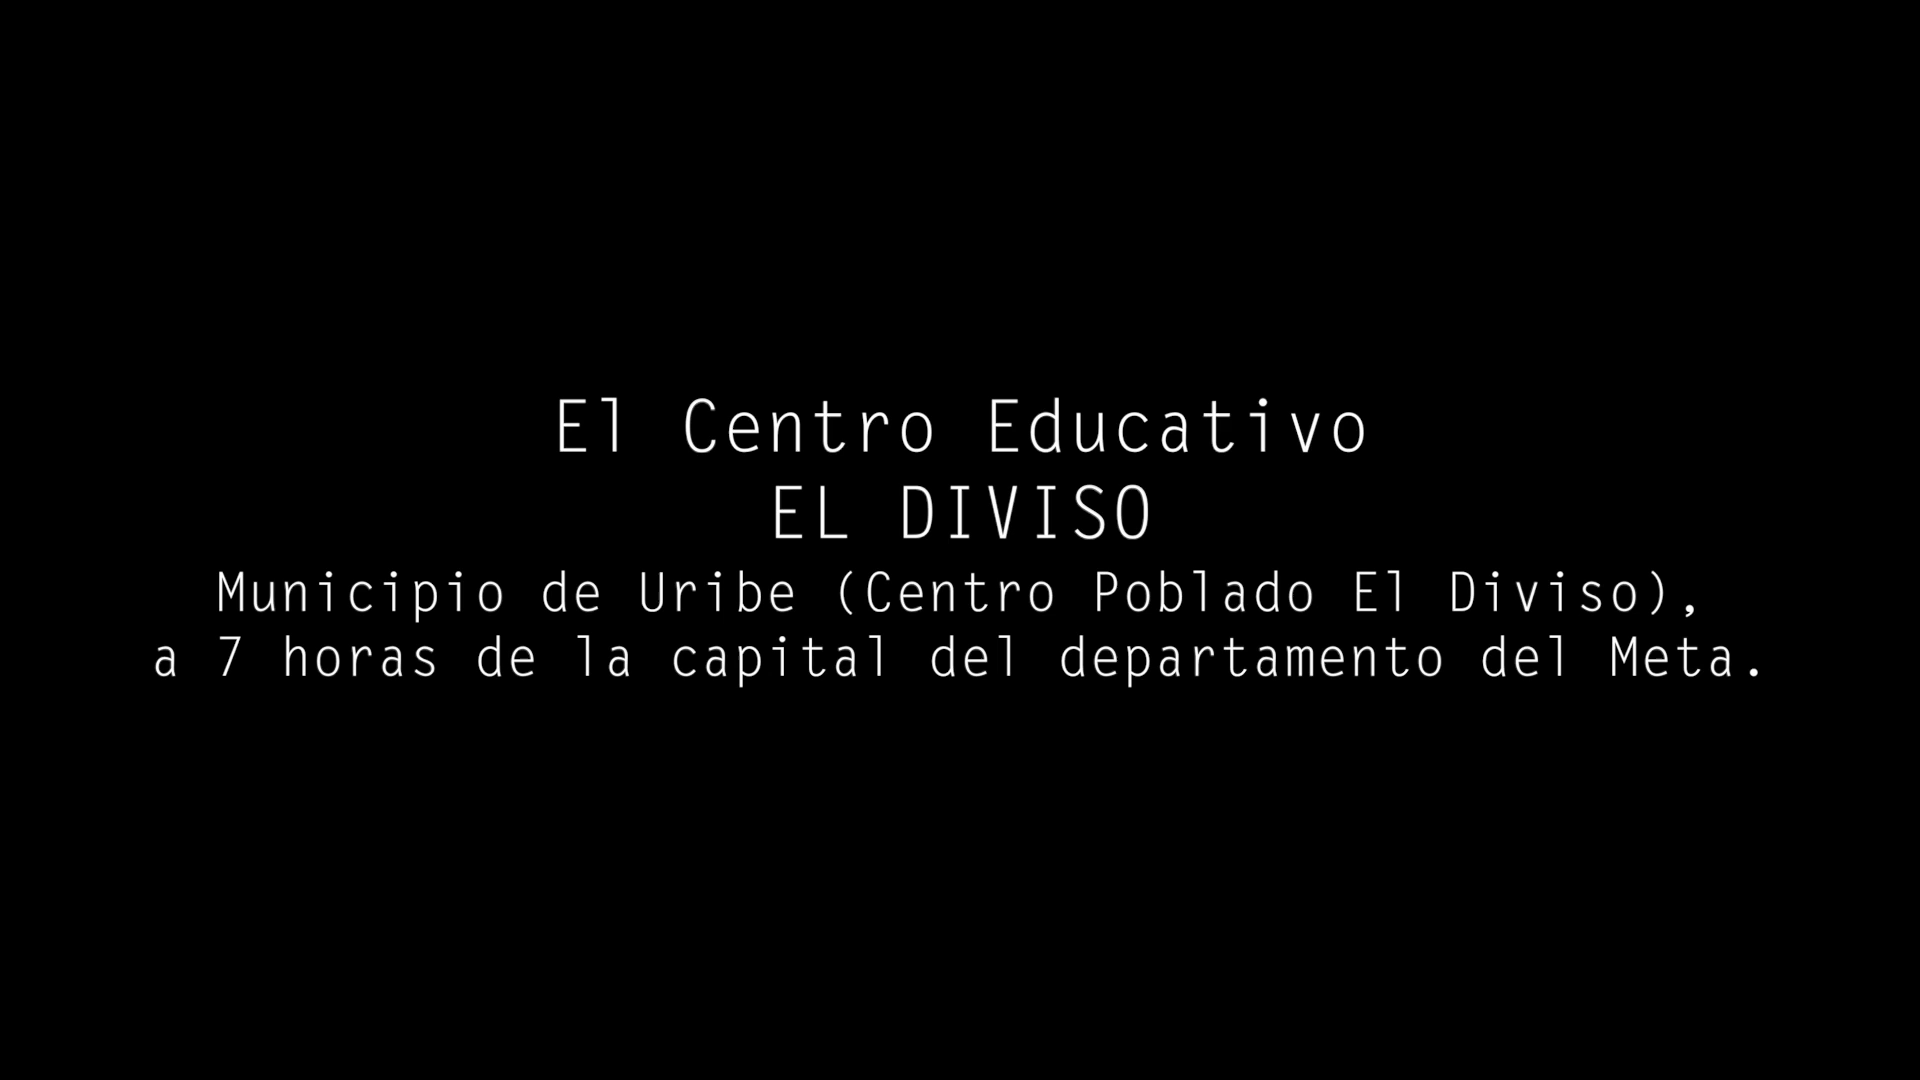 El Centro Educativo
EL DIVISO
Municipio de Uribe (Centro Poblado El Diviso),
a 7 horas de la capital del departamento del Meta.